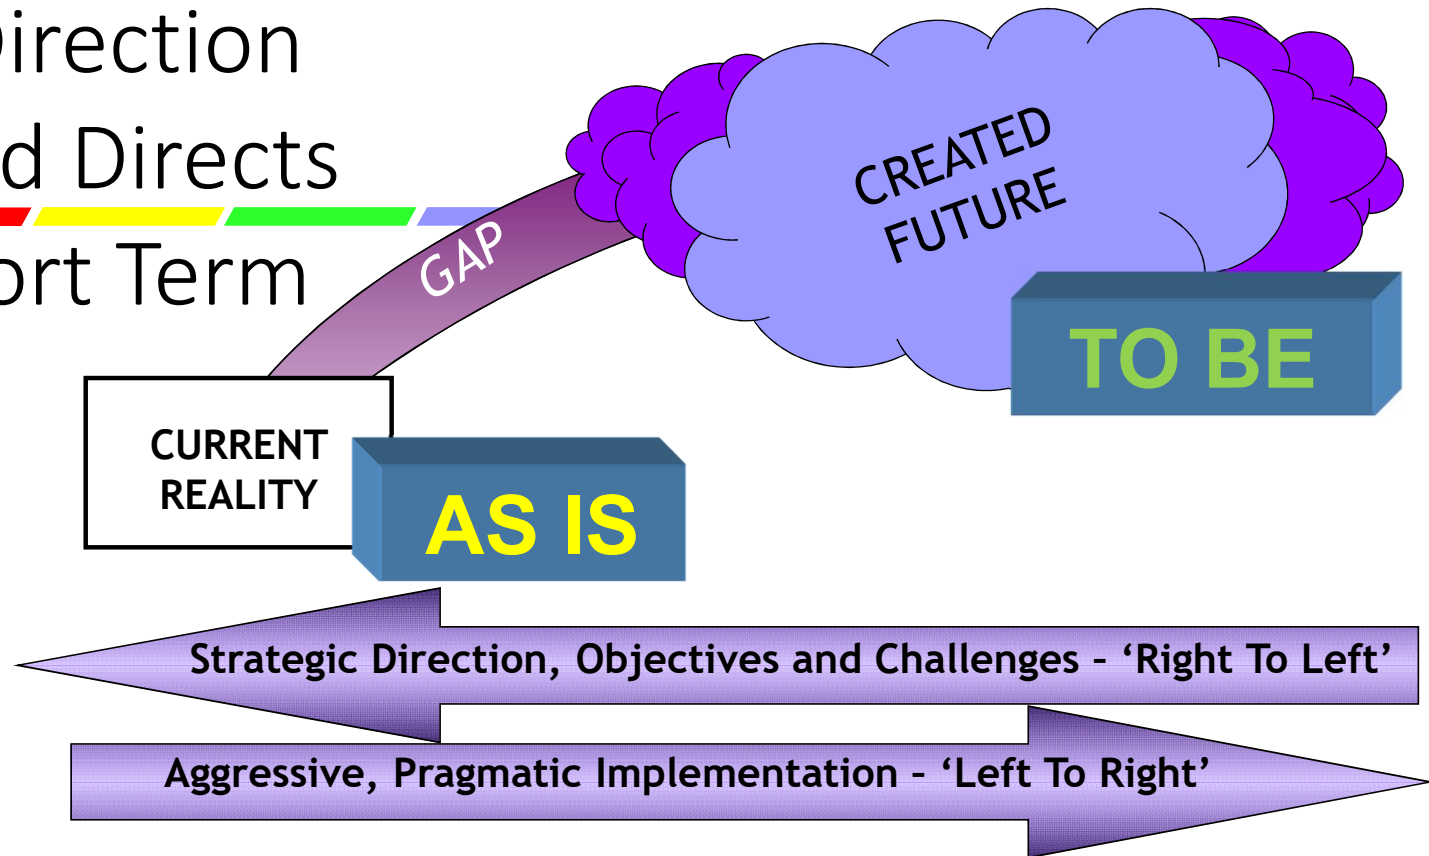 Direction
d Directs
ort Term
GAP
CREATED
FUTURE
TO BE
CURRENT
REALITY
AS IS
Strategic Direction, Objectives and Challenges – ‘Right To Left’
Aggressive, Pragmatic Implementation – ‘Left To Right’